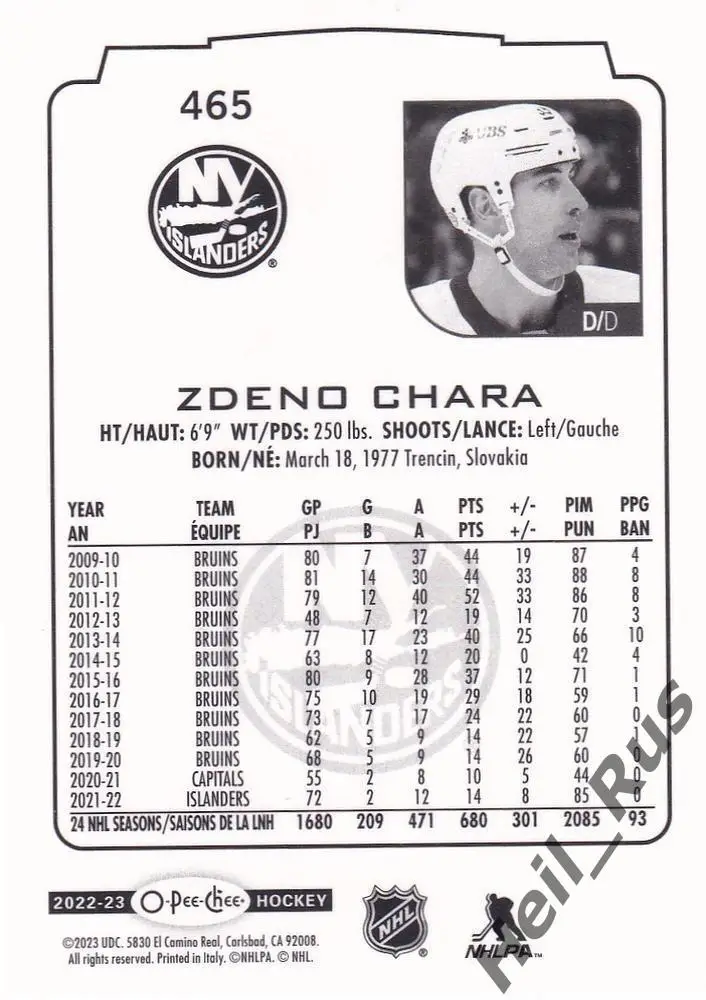 465
NY
ISLANDERS
®
UBS
D/D
ZDENO CHARA
HT/HAUT: 6'9" WT/PDS: 250 lbs. SHOOTS/LANCE: Left/Gauche
BORN/NÉ: March 18, 1977 Trencin, Slovakia
YEAR TEAM GP G A PTS +/- PIM PPG
AN ÉQUIPE PJ B A PTS +/- PUN BAN
2009-10 BRUINS 80 7 37 44 19 87 4
2010-11 BRUINS 81 14 30 44 33 88 8
2011-12 BRUINS 79 12 40 52 33 86 8
2012-13 BRUINS 48 7 12 19 14 70 3
2013-14 BRUINS 77 17 23 40 25 66 10
2014-15 BRUINS 63 8 12 20 0 42 4
2015-16 BRUINS 80 9 28 37 12 71 1
2016-17 BRUINS 75 10 19 29 18 59 1
2017-18 BRUINS 73 7 17 24 22 60 0
2018-19 BRUINS 62 5 9 14 22 57 1
2019-20 BRUINS 68 5 9 14 26 60 0
2020-21 CAPITALS 55 2 8 10 5 44 0
2021-22 ISLANDERS 72 2 12 14 8 85 0
24 NHL SEASONS/SAISONS DE LA LNH 1680 209 471 680 301 2085 93
NY
ISLANDERS
Heil_Rus
2022-23 O-Pee-Chee HOCKEY
©2023 UDC. 5830 El Camino Real, Carlsbad, CA 92008.
All rights reserved. Printed in Italy. ©NHLPA. © NHL.
NHL
®
NHLPA™